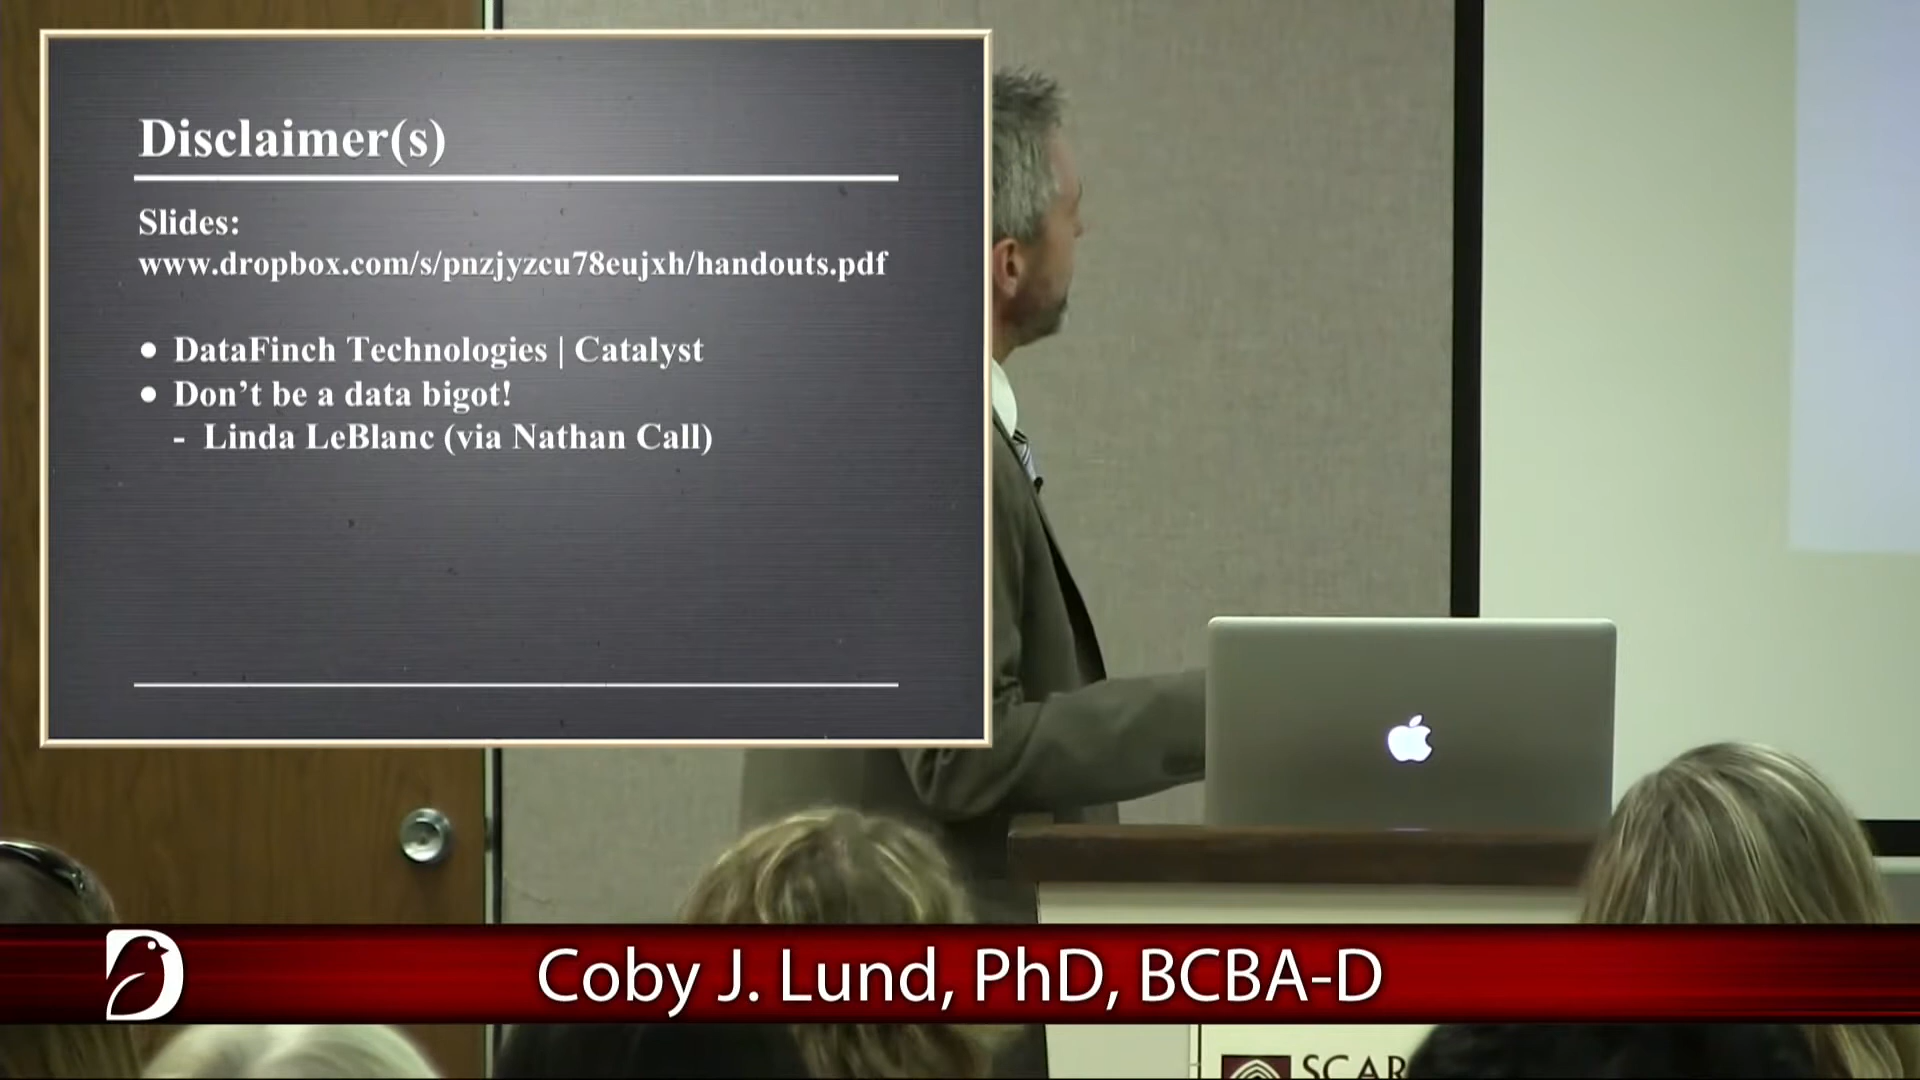 Disclaimer(s)
Slides:
www.dropbox.com/s/pnzjyzcu78eujxh/handouts.pdf
• DataFinch Technologies | Catalyst
• Don’t be a data bigot!
- Linda LeBlanc (via Nathan Call)
Coby J. Lund, PhD, BCBA-D
SCAR